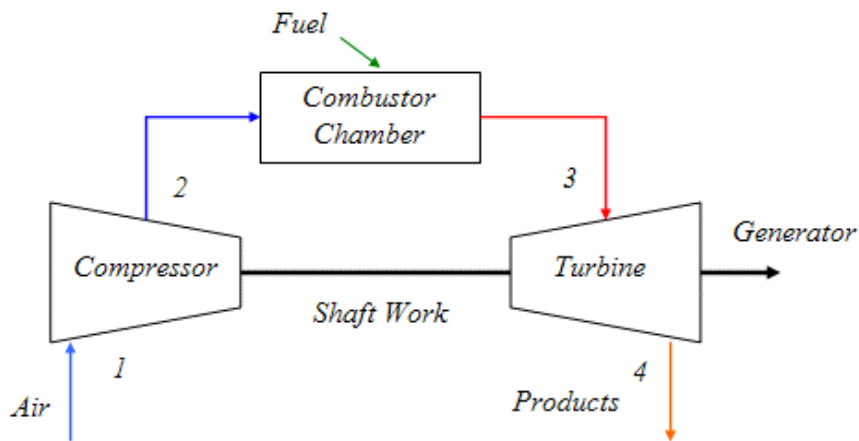 Fuel
Combustor
Chamber
2
3
Generator
Compressor
Turbine
Shaft Work
1
4
Air
Products